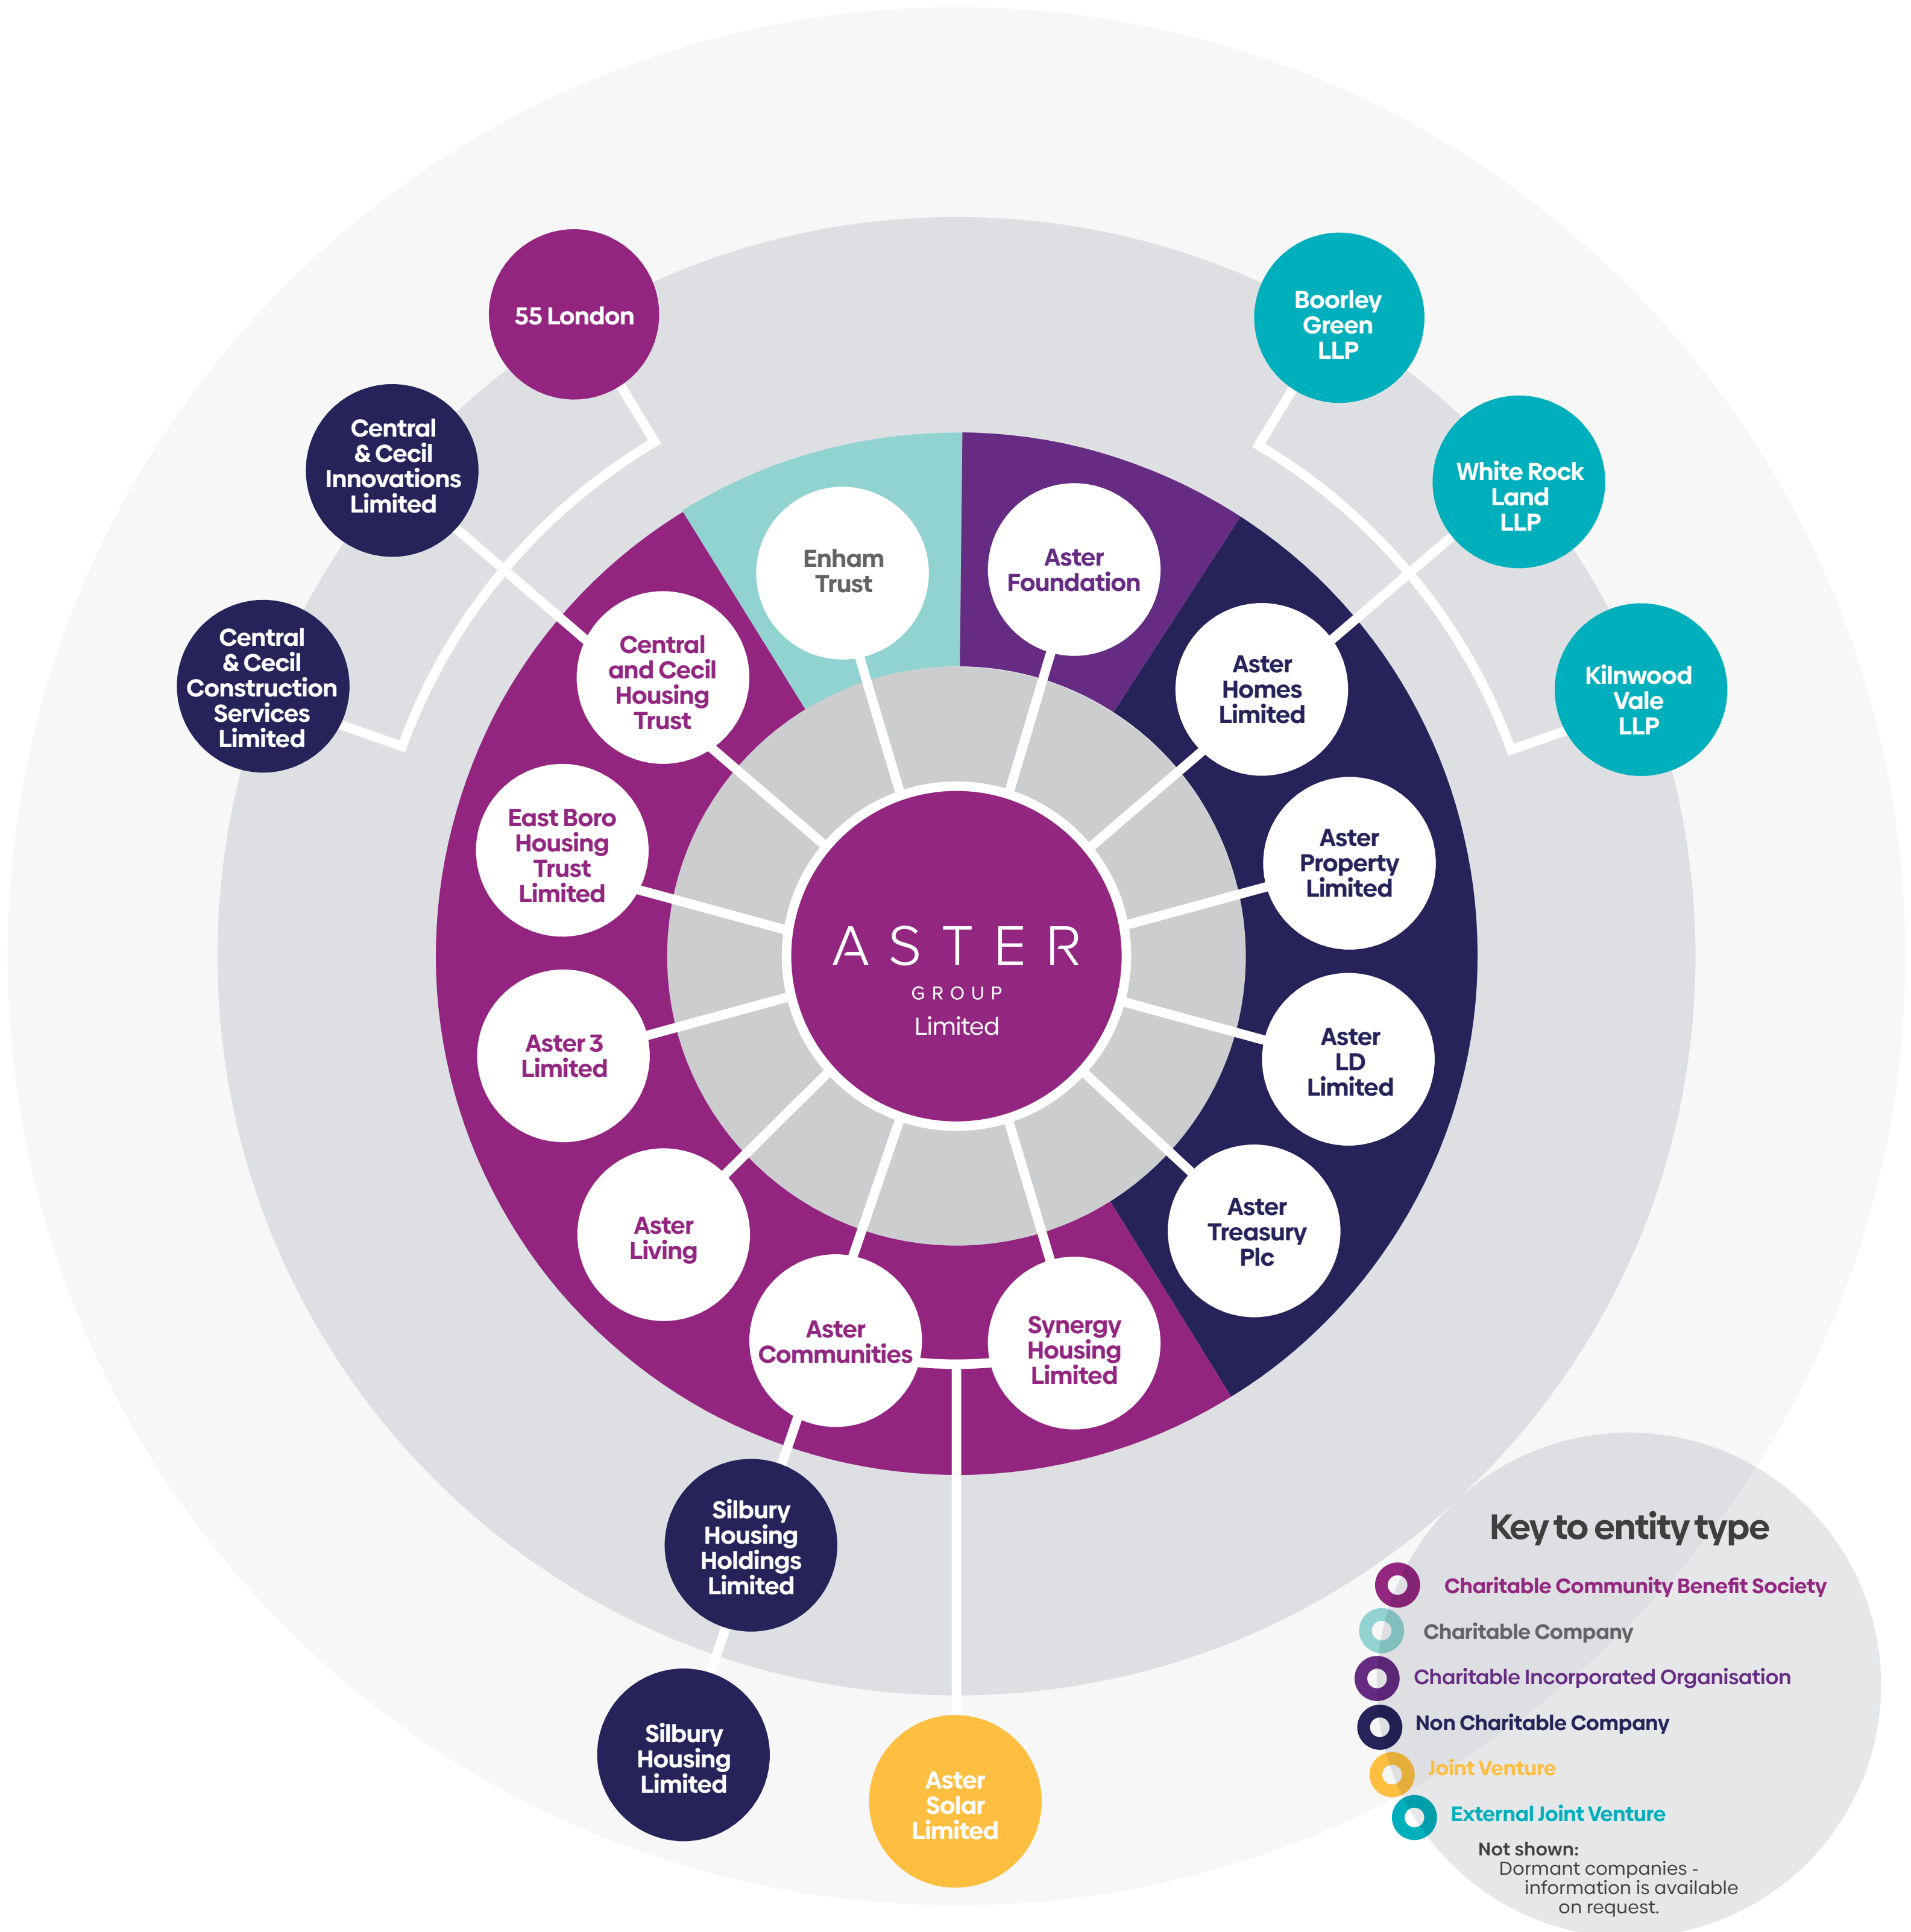 55 London
Central
& Cecil
Innovations
Limited
Central
& Cecil
Construction
Services
Limited
Boorley
Green
LLP
White Rock
Land
LLP
Kilnwood
Vale
LLP
Enham
Trust
Aster
Foundation
Central
and Cecil
Housing
Trust
Aster
Homes
Limited
East Boro
Housing
Trust
Limited
Aster
Property
Limited
ASTER
GROUP
Limited
Aster 3
Limited
Aster
LD
Limited
Aster
Living
Aster
Treasury
Plc
Aster
Communities
Synergy
Housing
Limited
Silbury
Housing
Holdings
Limited
Silbury
Housing
Limited
Aster
Solar
Limited
Key to entity type
Charitable Community Benefit Society
Charitable Company
Charitable Incorporated Organisation
Non Charitable Company
Joint Venture
External Joint Venture
Not shown:
Dormant companies -
information is available
on request.